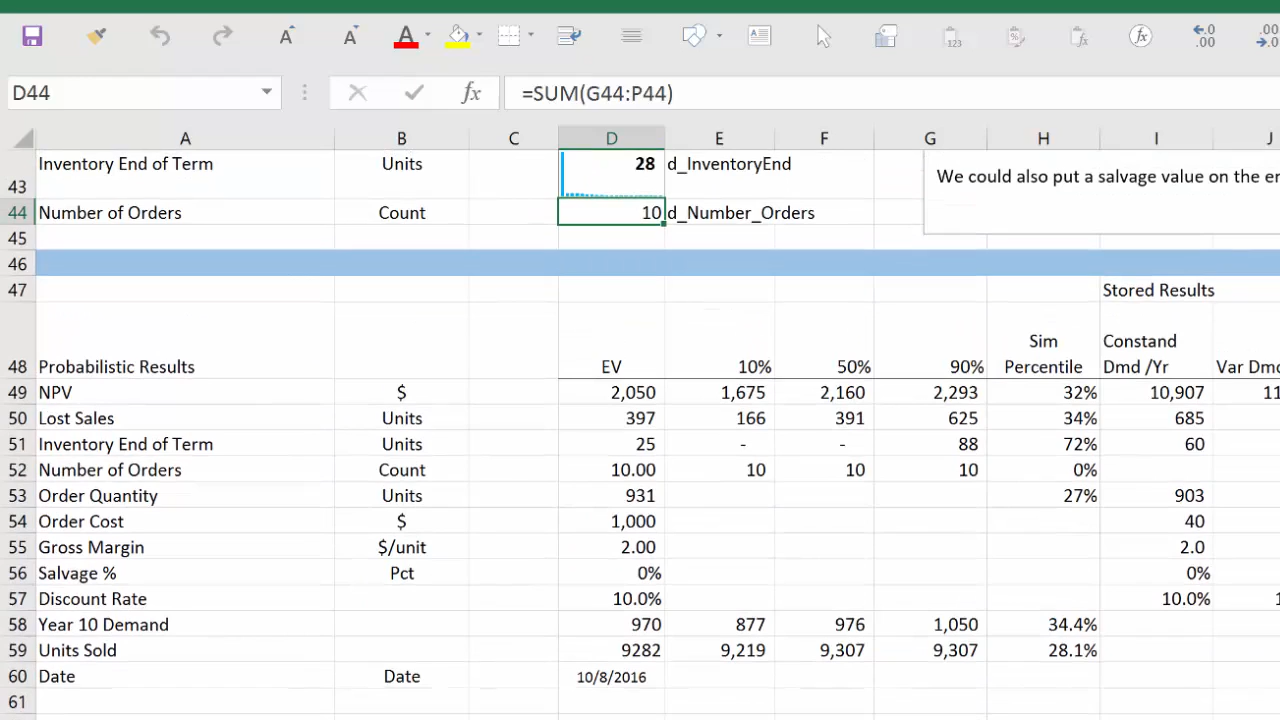 D44 =SUM(G44:P44)
A B C D E F G H I J
43 Inventory End of Term Units 28 d_InventoryEnd
We could also put a salvage value on the
44 Number of Orders Count 10 d_Number_Orders
45
46
47 Stored Results
Sim Constand
48 Probabilistic Results EV 10% 50% 90% Percentile Dmd /Yr Var
49 NPV $ 2,050 1,675 2,160 2,293 32% 10,907
50 Lost Sales Units 397 166 391 625 34% 685
51 Inventory End of Term Units 25 - - 88 72% 60
52 Number of Orders Count 10.00 10 10 10 0%
53 Order Quantity Units 931 27% 903
54 Order Cost $ 1,000 40
55 Gross Margin $/unit 2.00 2.0
56 Salvage % Pct 0% 0%
57 Discount Rate 10.0% 10.0%
58 Year 10 Demand 970 877 976 1,050 34.4%
59 Units Sold 9282 9,219 9,307 9,307 28.1%
60 Date Date 10/8/2016
61